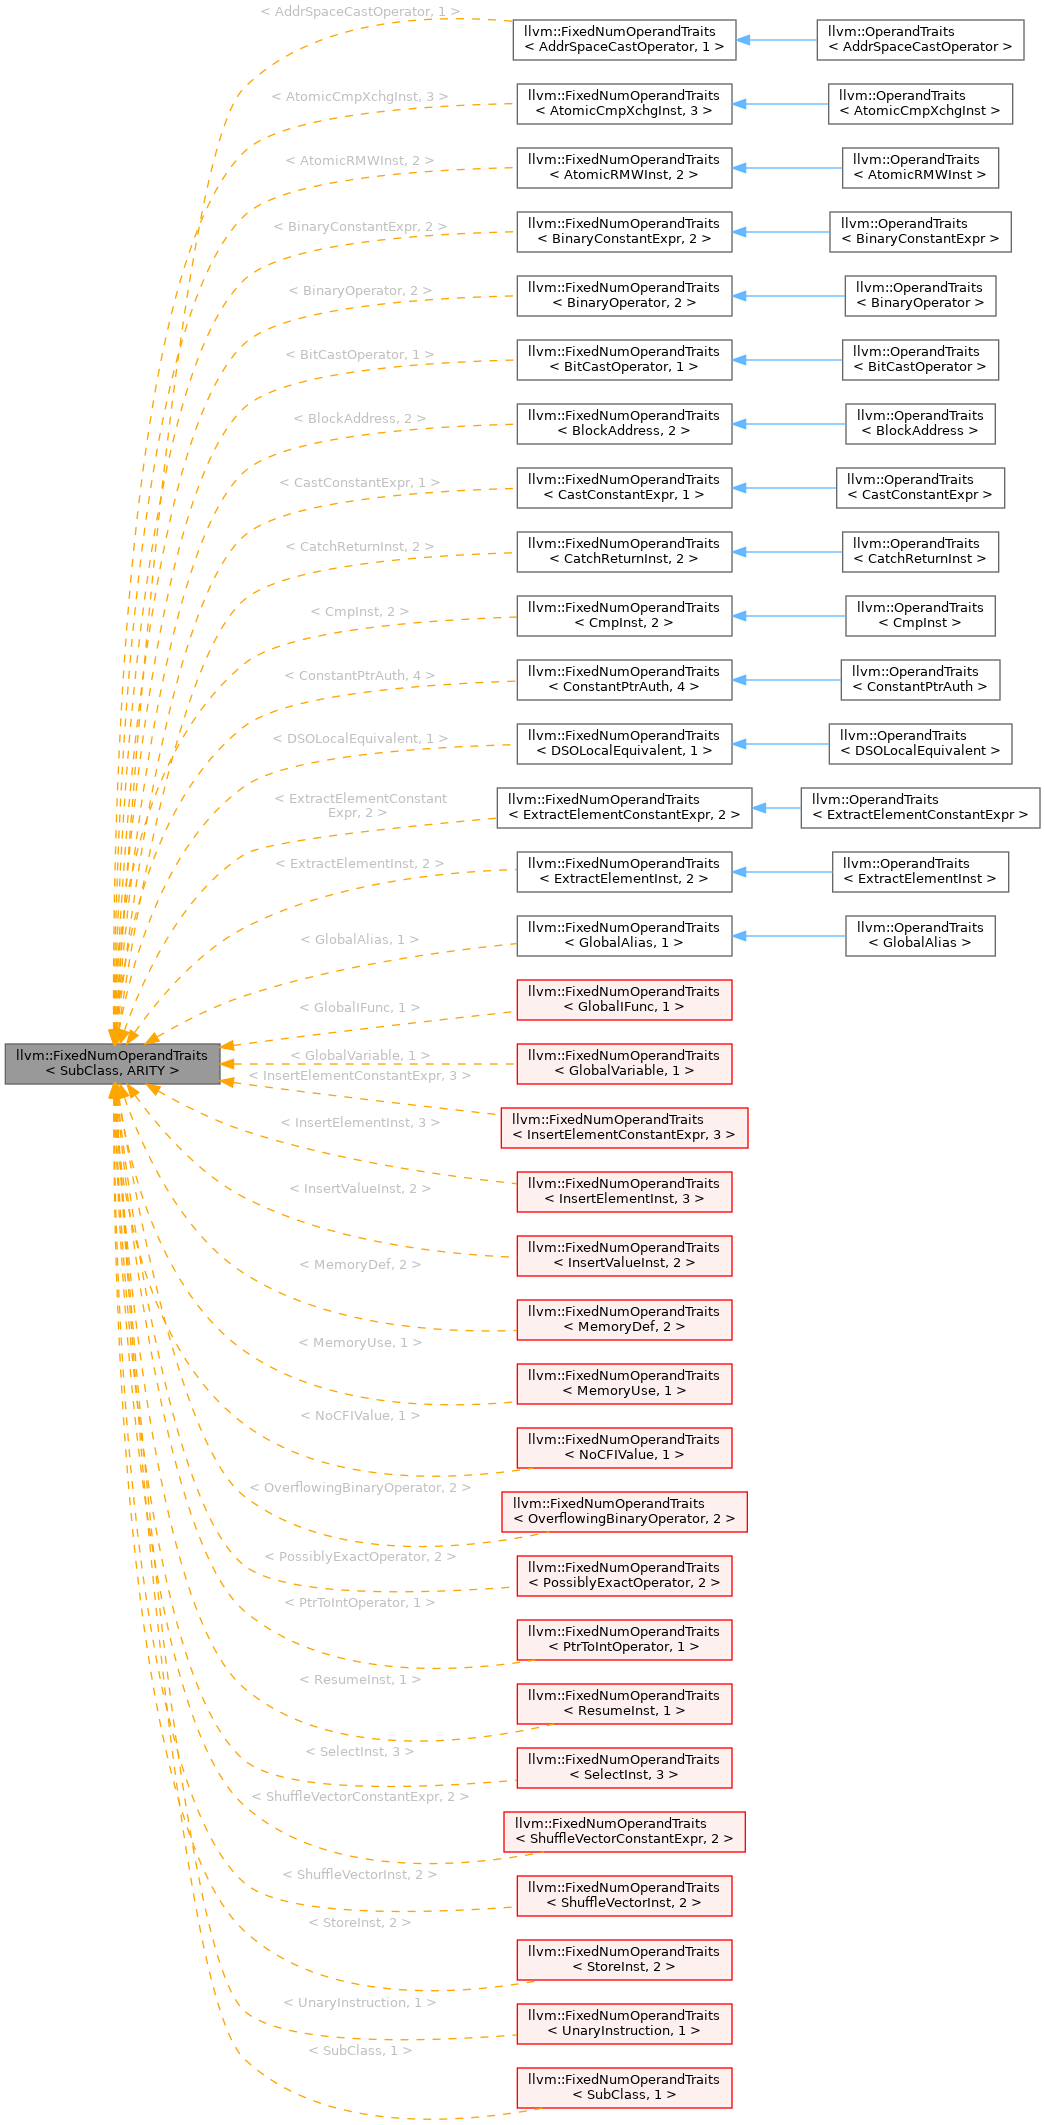 < AddrSpaceCastOperator, 1 >
llvm::FixedNumOperandTraits
< AddrSpaceCastOperator, 1 >
llvm::OperandTraits
< AddrSpaceCastOperator >
< AtomicCmpXchgInst, 3 >
llvm::FixedNumOperandTraits
< AtomicCmpXchgInst, 3 >
llvm::OperandTraits
< AtomicCmpXchgInst >
< AtomicRMWInst, 2 >
llvm::FixedNumOperandTraits
< AtomicRMWInst, 2 >
llvm::OperandTraits
< AtomicRMWInst >
< BinaryConstantExpr, 2 >
llvm::FixedNumOperandTraits
< BinaryConstantExpr, 2 >
llvm::OperandTraits
< BinaryConstantExpr >
< BinaryOperator, 2 >
llvm::FixedNumOperandTraits
< BinaryOperator, 2 >
llvm::OperandTraits
< BinaryOperator >
< BitCastOperator, 1 >
llvm::FixedNumOperandTraits
< BitCastOperator, 1 >
llvm::OperandTraits
< BitCastOperator >
< BlockAddress, 2 >
llvm::FixedNumOperandTraits
< BlockAddress, 2 >
llvm::OperandTraits
< BlockAddress >
< CastConstantExpr, 1 >
llvm::FixedNumOperandTraits
< CastConstantExpr, 1 >
llvm::OperandTraits
< CastConstantExpr >
< CatchReturnInst, 2 >
llvm::FixedNumOperandTraits
< CatchReturnInst, 2 >
llvm::OperandTraits
< CatchReturnInst >
< CmpInst, 2 >
llvm::FixedNumOperandTraits
< CmpInst, 2 >
llvm::OperandTraits
< CmpInst >
< ConstantPtrAuth, 4 >
llvm::FixedNumOperandTraits
< ConstantPtrAuth, 4 >
llvm::OperandTraits
< ConstantPtrAuth >
< DSOLocalEquivalent, 1 >
llvm::FixedNumOperandTraits
< DSOLocalEquivalent, 1 >
llvm::OperandTraits
< DSOLocalEquivalent >
< ExtractElementConstant
Expr, 2 >
llvm::FixedNumOperandTraits
< ExtractElementConstantExpr, 2 >
llvm::OperandTraits
< ExtractElementConstantExpr >
< ExtractElementInst, 2 >
llvm::FixedNumOperandTraits
< ExtractElementInst, 2 >
llvm::OperandTraits
< ExtractElementInst >
< GlobalAlias, 1 >
llvm::FixedNumOperandTraits
< GlobalAlias, 1 >
llvm::OperandTraits
< GlobalAlias >
< GlobalIFunc, 1 >
llvm::FixedNumOperandTraits
< GlobalIFunc, 1 >
llvm::FixedNumOperandTraits
< SubClass, ARITY >
< GlobalVariable, 1 >
llvm::FixedNumOperandTraits
< GlobalVariable, 1 >
< InsertElementConstantExpr, 3 >
llvm::FixedNumOperandTraits
< InsertElementConstantExpr, 3 >
< InsertElementInst, 3 >
llvm::FixedNumOperandTraits
< InsertElementInst, 3 >
< InsertValueInst, 2 >
llvm::FixedNumOperandTraits
< InsertValueInst, 2 >
< MemoryDef, 2 >
llvm::FixedNumOperandTraits
< MemoryDef, 2 >
< MemoryUse, 1 >
llvm::FixedNumOperandTraits
< MemoryUse, 1 >
< NoCFIValue, 1 >
llvm::FixedNumOperandTraits
< NoCFIValue, 1 >
< OverflowingBinaryOperator, 2 >
llvm::FixedNumOperandTraits
< OverflowingBinaryOperator, 2 >
< PossiblyExactOperator, 2 >
llvm::FixedNumOperandTraits
< PossiblyExactOperator, 2 >
< PtrToIntOperator, 1 >
llvm::FixedNumOperandTraits
< PtrToIntOperator, 1 >
< ResumeInst, 1 >
llvm::FixedNumOperandTraits
< ResumeInst, 1 >
< SelectInst, 3 >
llvm::FixedNumOperandTraits
< SelectInst, 3 >
< ShuffleVectorConstantExpr, 2 >
llvm::FixedNumOperandTraits
< ShuffleVectorConstantExpr, 2 >
< ShuffleVectorInst, 2 >
llvm::FixedNumOperandTraits
< ShuffleVectorInst, 2 >
< StoreInst, 2 >
llvm::FixedNumOperandTraits
< StoreInst, 2 >
< UnaryInstruction, 1 >
llvm::FixedNumOperandTraits
< UnaryInstruction, 1 >
< SubClass, 1 >
llvm::FixedNumOperandTraits
< SubClass, 1 >